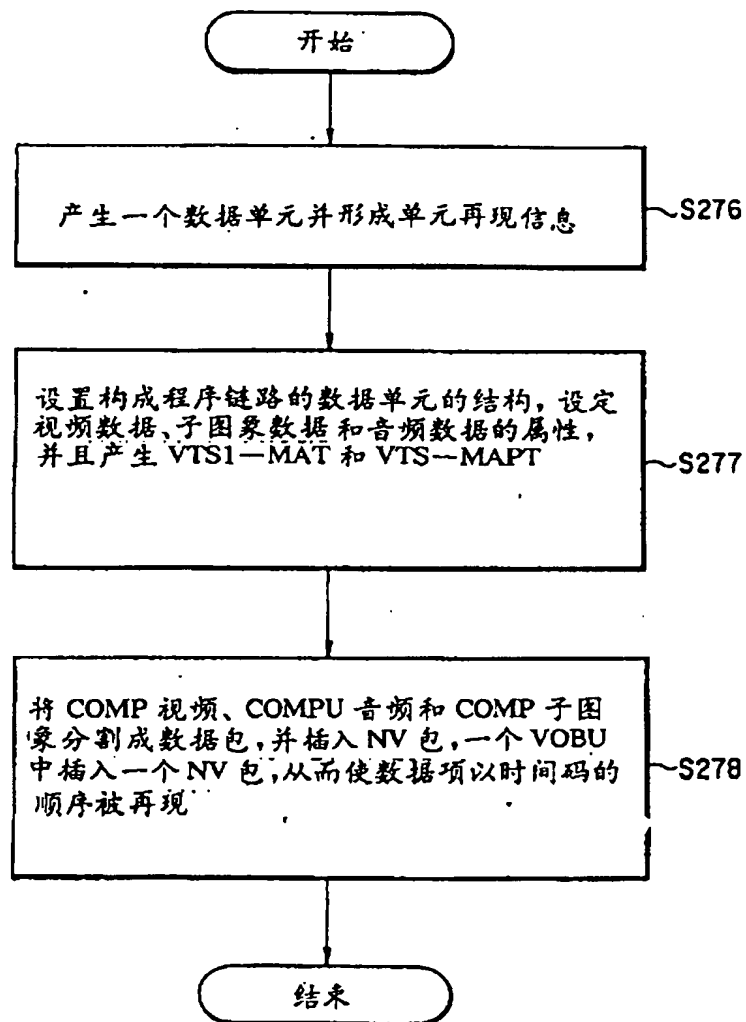 开始
产生一个数据单元并形成单元再现信息
S276
设置构成程序链路的数据单元的结构，设定
视频数据、子图象数据和音频数据的属性，
并且产生 VTS1—MAT 和 VTS—MAPT
S277
将 COMP 视频、COMPU 音频和 COMP 子图
象分割成数据包，并插入 NV 包，一个 VOBU
中插入一个 NV 包，从而使数据项以时间码的
顺序被再现
S278
结束